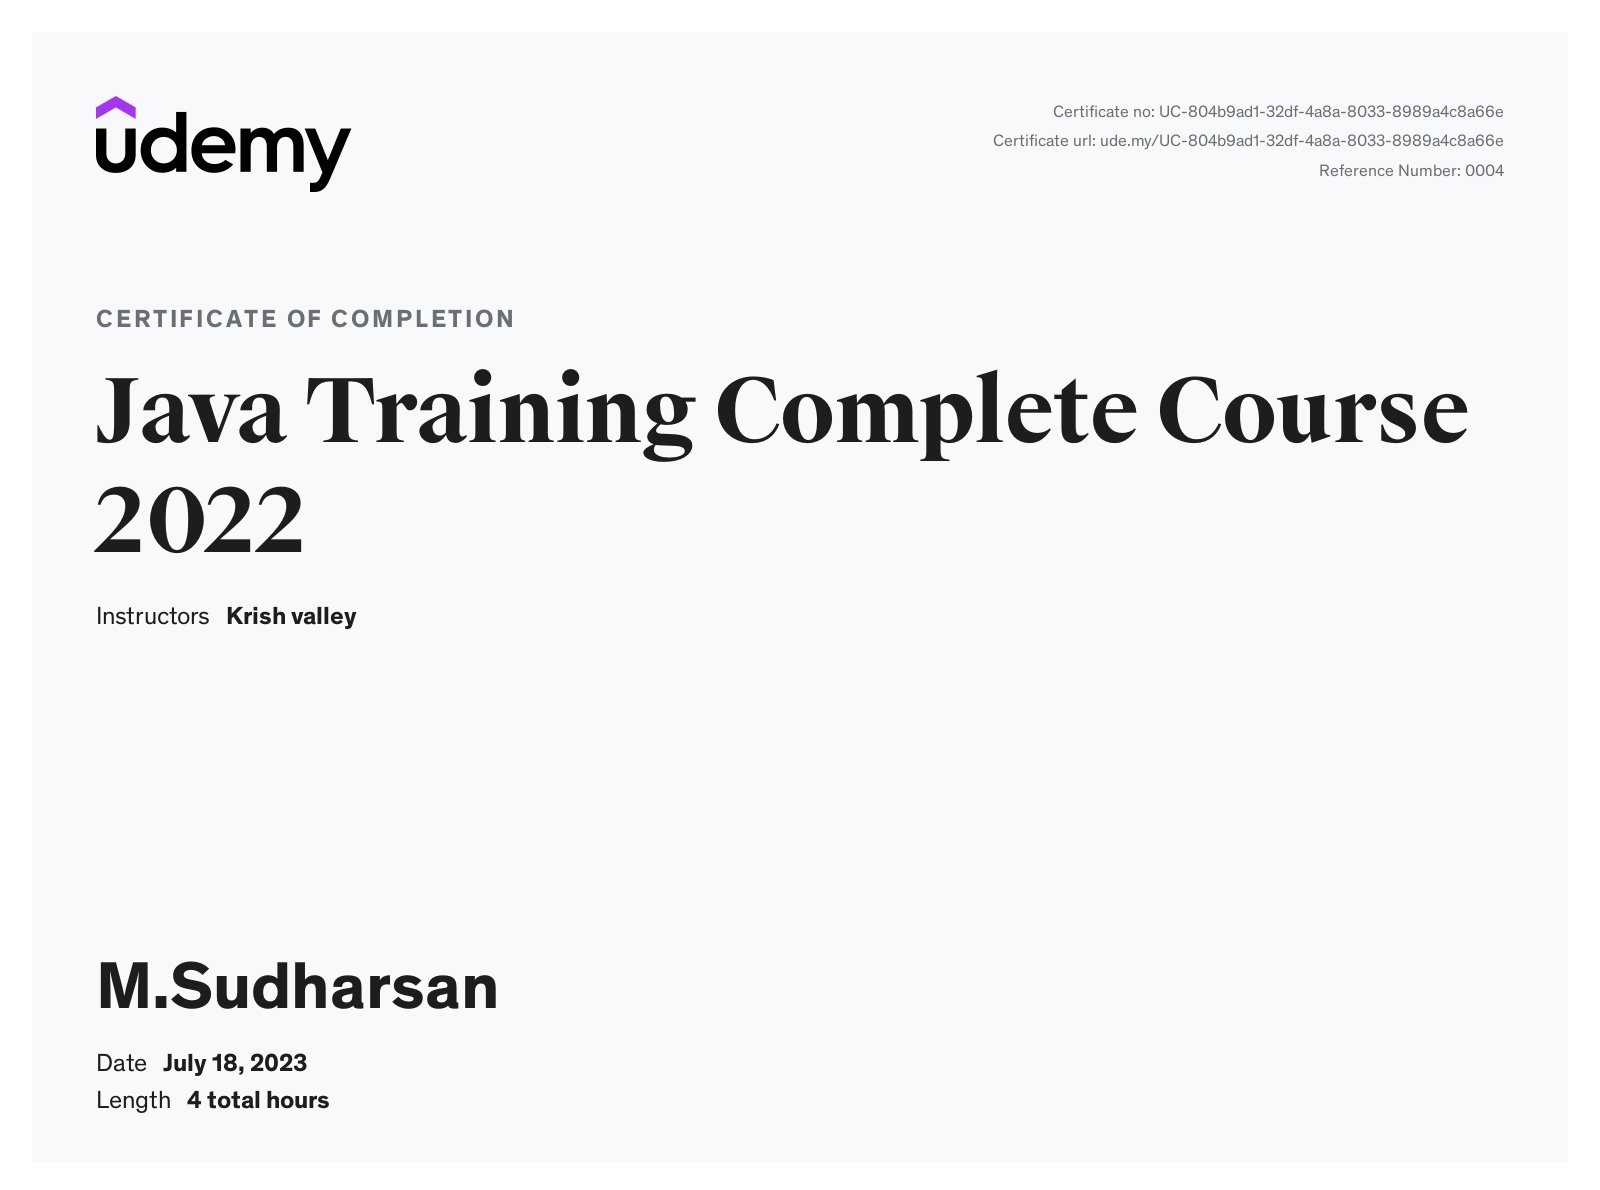 udemy
Certificate no: UC-804b9ad1-32df-4a8a-8033-8989a4c8a66e
Certificate url: ude.my/UC-804b9ad1-32df-4a8a-8033-8989a4c8a66e
Reference Number: 0004
CERTIFICATE OF COMPLETION
Java Training Complete Course
2022
Instructors Krish valley
M.Sudharsan
Date July 18, 2023
Length 4 total hours